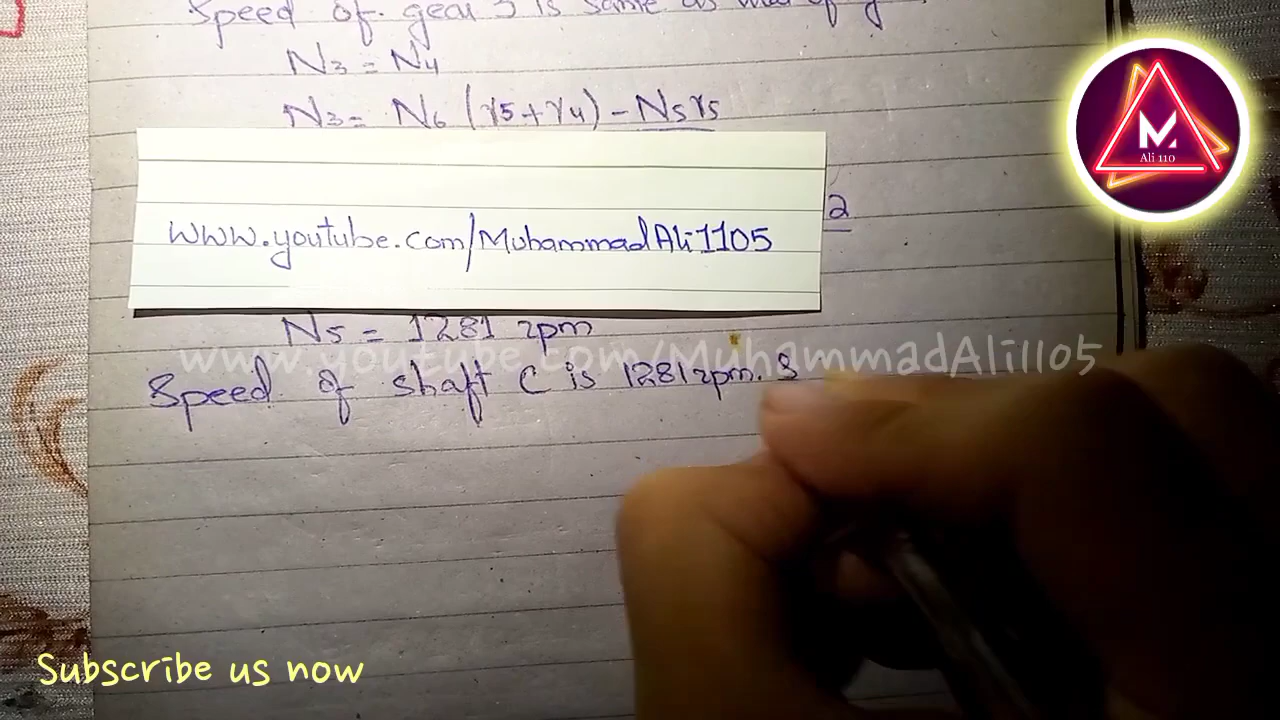 Speed of gear 3 is same as that of
N3 = N4
N3 = N6 (r5+r4) - N5r5
2
www.youtube.com/MuhammadAli1105
N5 = 1281 rpm
www.youtube.com/MuhammadAli1105
Speed of shaft C is 1281 rpm. S
M
Ali 110
Subscribe us now